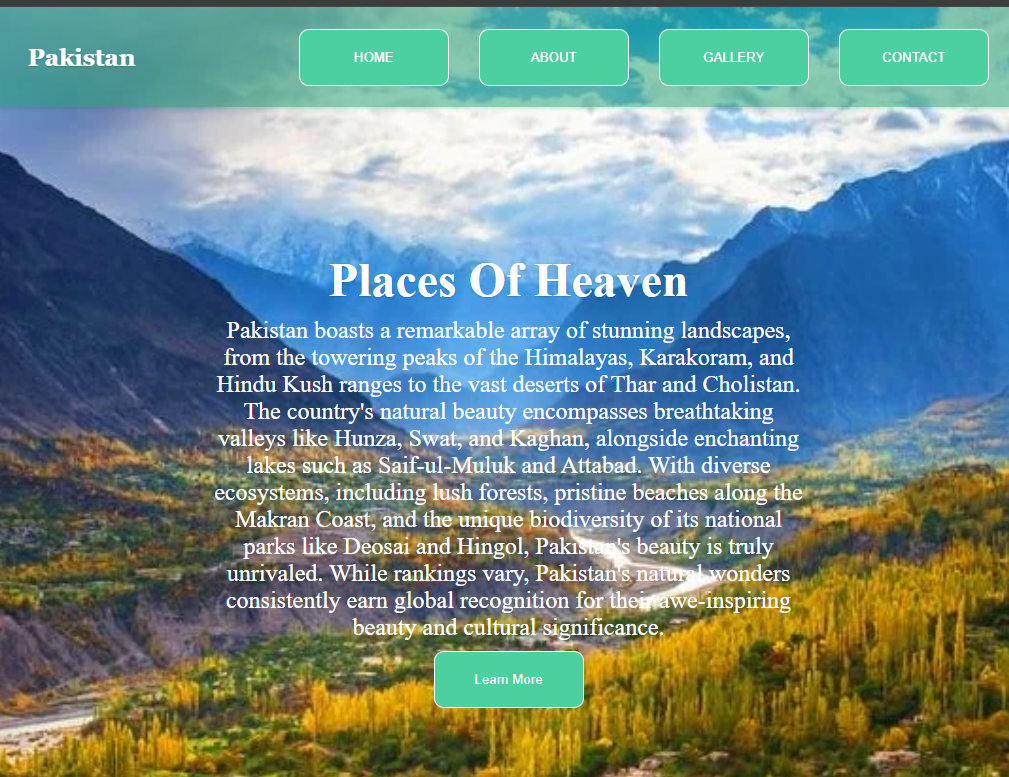 Pakistan
HOME
ABOUT
GALLERY
CONTACT
Places Of Heaven
Pakistan boasts a remarkable array of stunning landscapes,
from the towering peaks of the Himalayas, Karakoram, and
Hindu Kush ranges to the vast deserts of Thar and Cholistan.
The country's natural beauty encompasses breathtaking
valleys like Hunza, Swat, and Kaghan, alongside enchanting
lakes such as Saif-ul-Muluk and Attabad. With diverse
ecosystems, including lush forests, pristine beaches along the
Makran Coast, and the unique biodiversity of its national
parks like Deosai and Hingol, Pakistan's beauty is truly
unrivaled. While rankings vary, Pakistan's natural wonders
consistently earn global recognition for their awe-inspiring
beauty and cultural significance.
Learn More